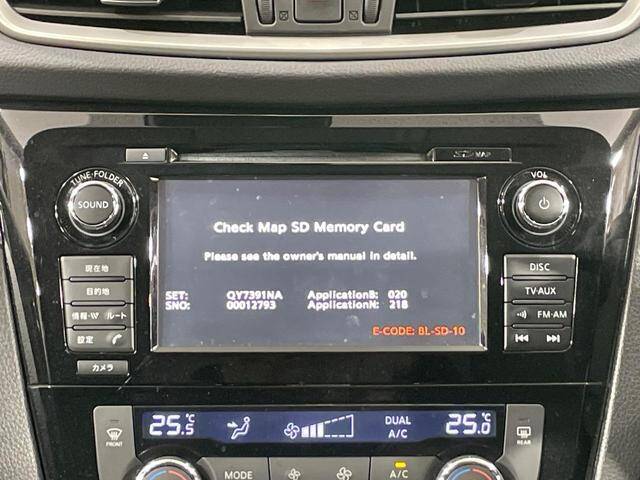 SD MAP
TUNE·FOLDER
SOUND
VOL
Check Map SD Memory Card
Please see the owner's manual in detail.
SET: QY7391NA ApplicationB: 020
SNO: 00012793 ApplicationN: 218
E-CODE: BL-SD-10
現在地
目的地
情報・VV ルート
設定
カメラ
DISC
TV·AUX
FM·AM
25.5℃
DUAL
A/C
25.0℃
FRONT
REAR
MODE
A/C